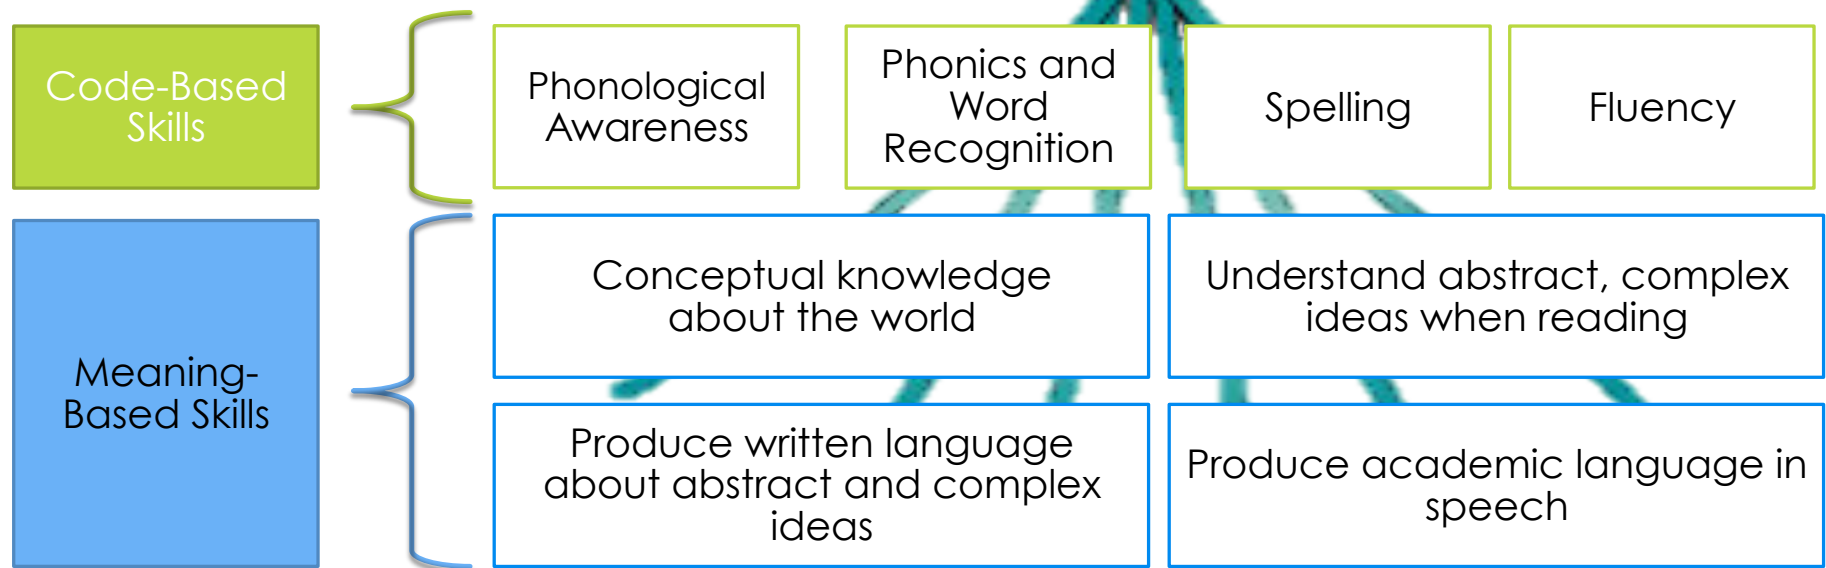 Code-Based
Skills
Phonological
Awareness
Phonics and
Word
Recognition
Spelling
Fluency
Meaning-
Based Skills
Conceptual knowledge
about the world
Understand abstract, complex
ideas when reading
Produce written language
about abstract and complex
ideas
Produce academic language in
speech